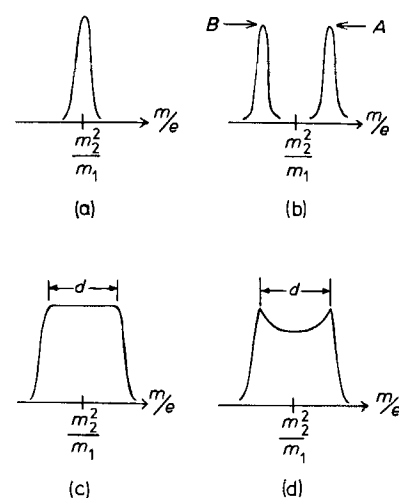 B A
m/e m/e
m₂²/m₁ m₂²/m₁
(a) (b)
d d
m/e m/e
m₂²/m₁ m₂²/m₁
(c) (d)